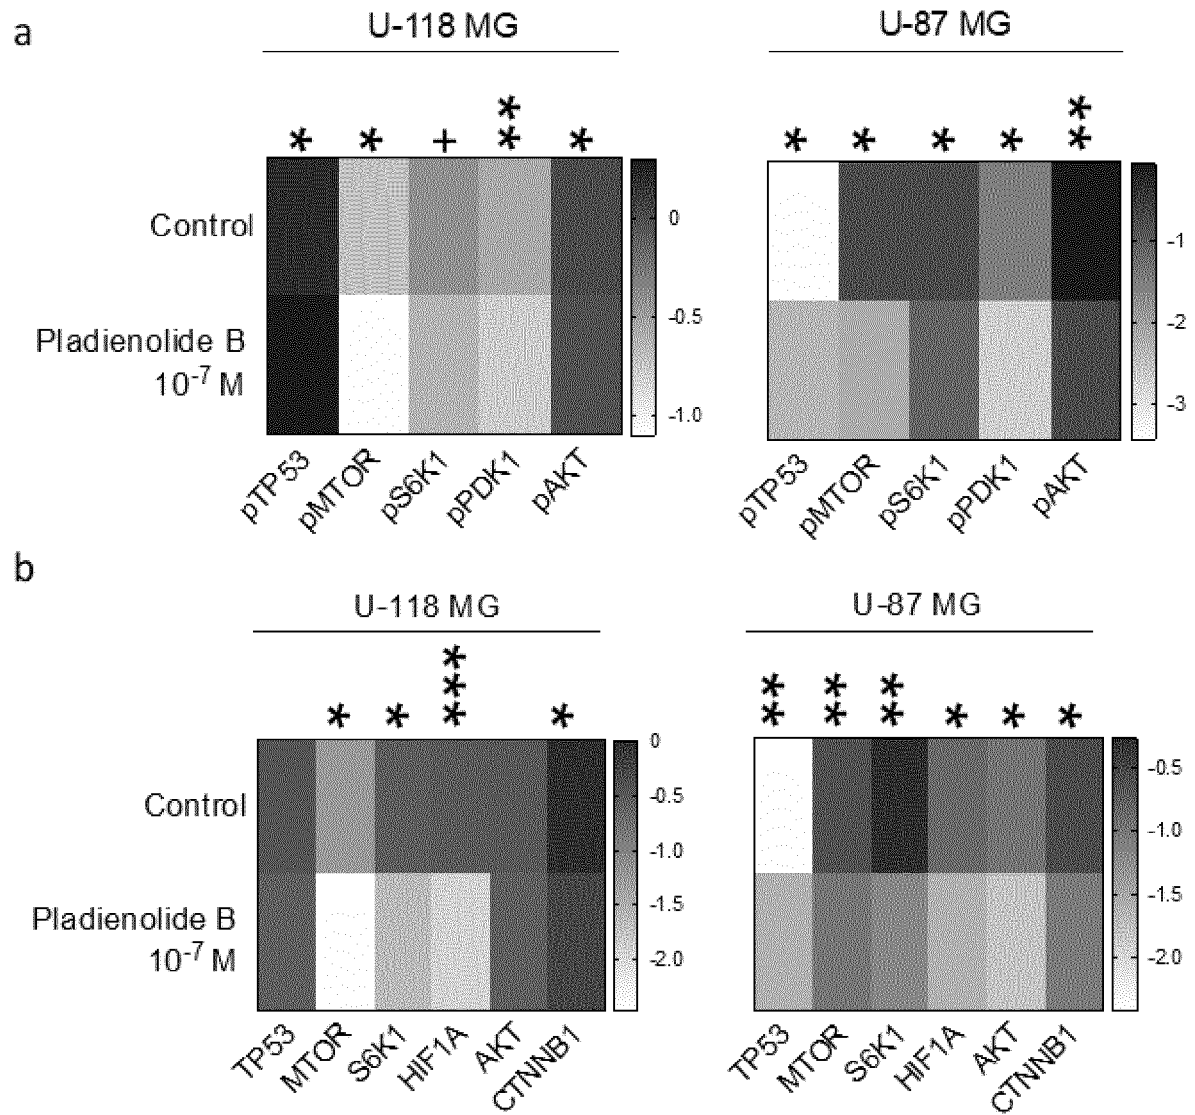 a
U-118 MG
U-87 MG
* * + ** *
* * * * **
Control
Pladienolide B
10-7 M
0
-0.5
-1.0
-1
-2
-3
pTP53 pMTOR pS6K1 pPDK1 pAKT
pTP53 pMTOR pS6K1 pPDK1 pAKT
b
U-118 MG
U-87 MG
* * *** *
** ** ** * * *
Control
Pladienolide B
10-7 M
0
-0.5
-1.0
-1.5
-2.0
-0.5
-1.0
-1.5
-2.0
TP53 MTOR S6K1 HIF1A AKT CTNNB1
TP53 MTOR S6K1 HIF1A AKT CTNNB1